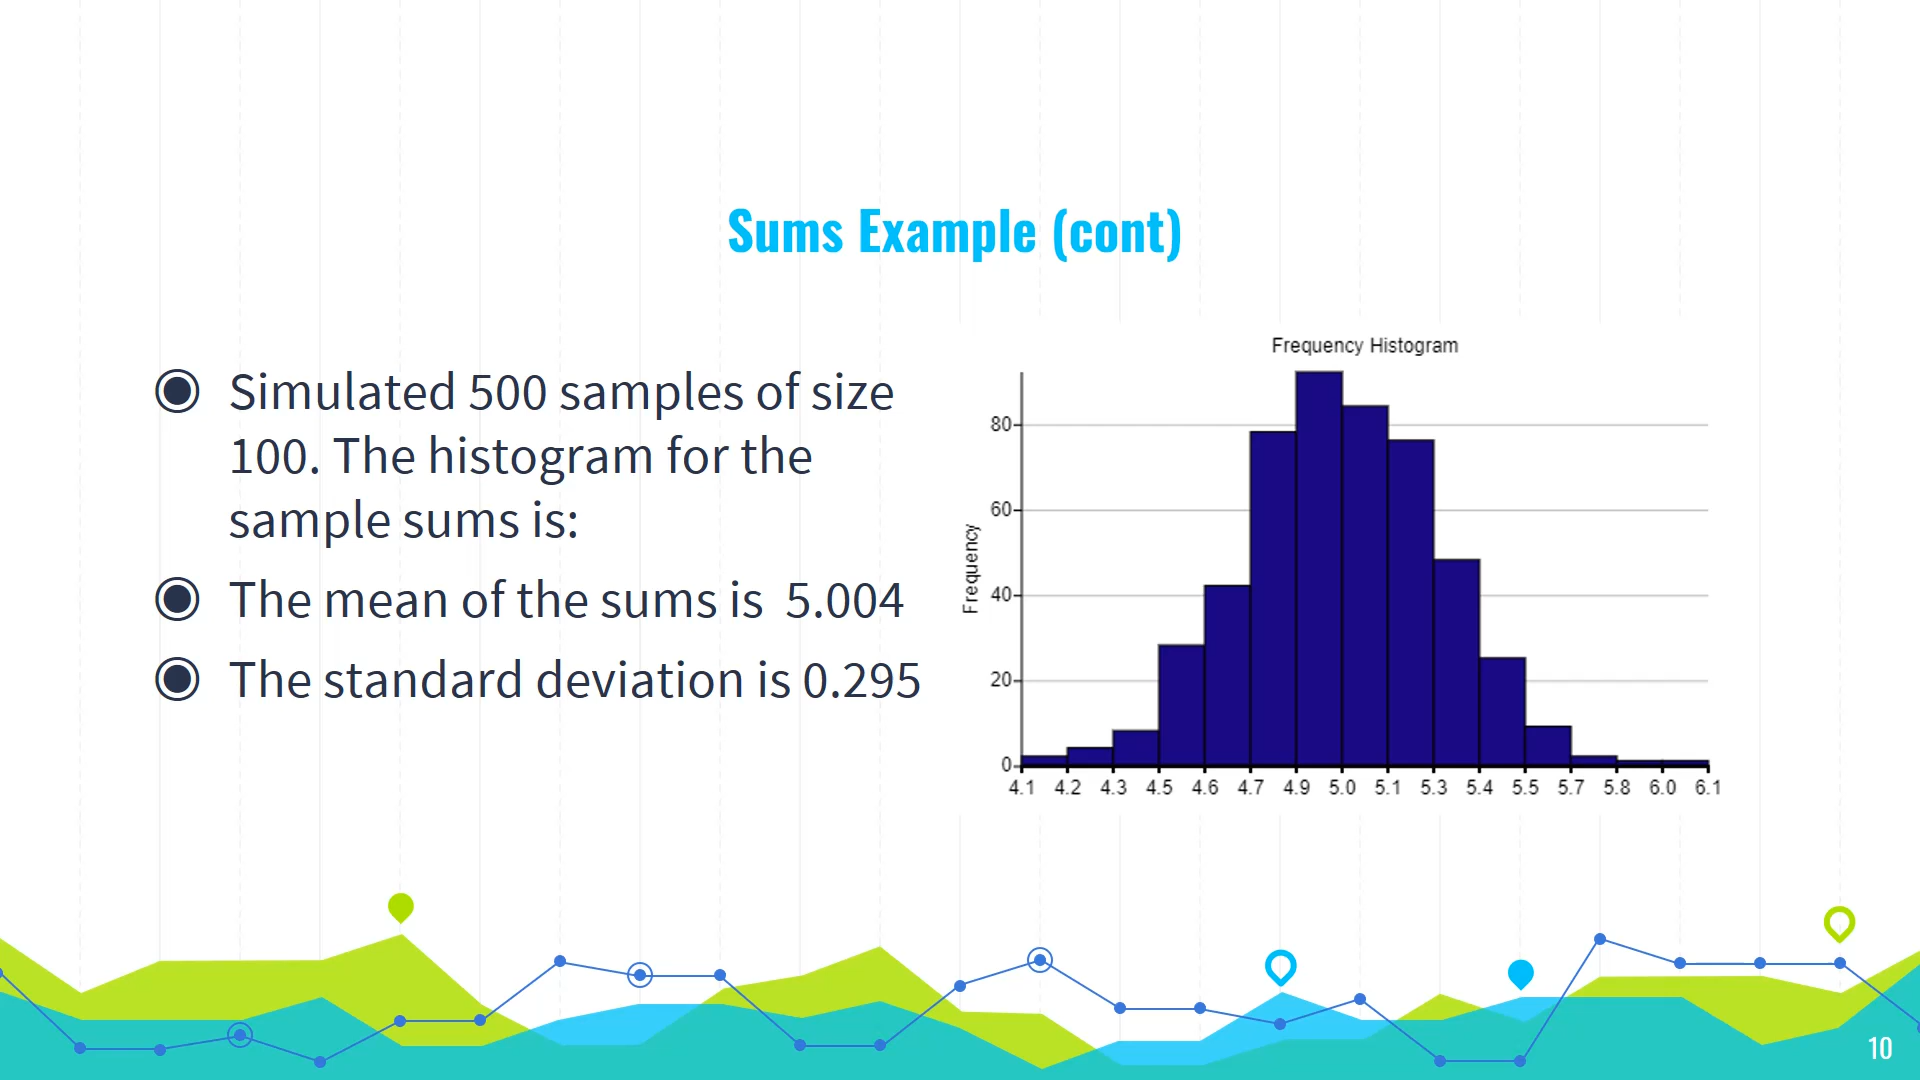 Sums Example (cont)
Simulated 500 samples of size
100. The histogram for the
sample sums is:
The mean of the sums is  5.004
The standard deviation is 0.295
Frequency Histogram
Frequency
80
60
40
20
0
4.1 4.2 4.3 4.5 4.6 4.7 4.9 5.0 5.1 5.3 5.4 5.5 5.7 5.8 6.0 6.1
10